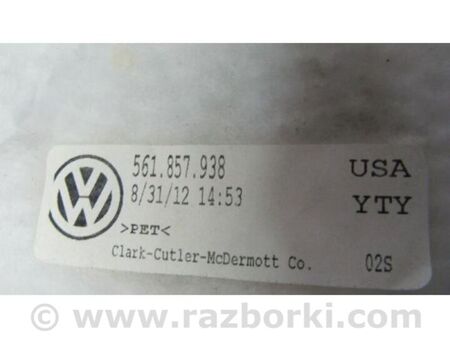 561.857.938 USA
8/31/12 14:53 YTY
>PET<
Clark-Cutler-McDermott Co. 02S
© www.razborki.com